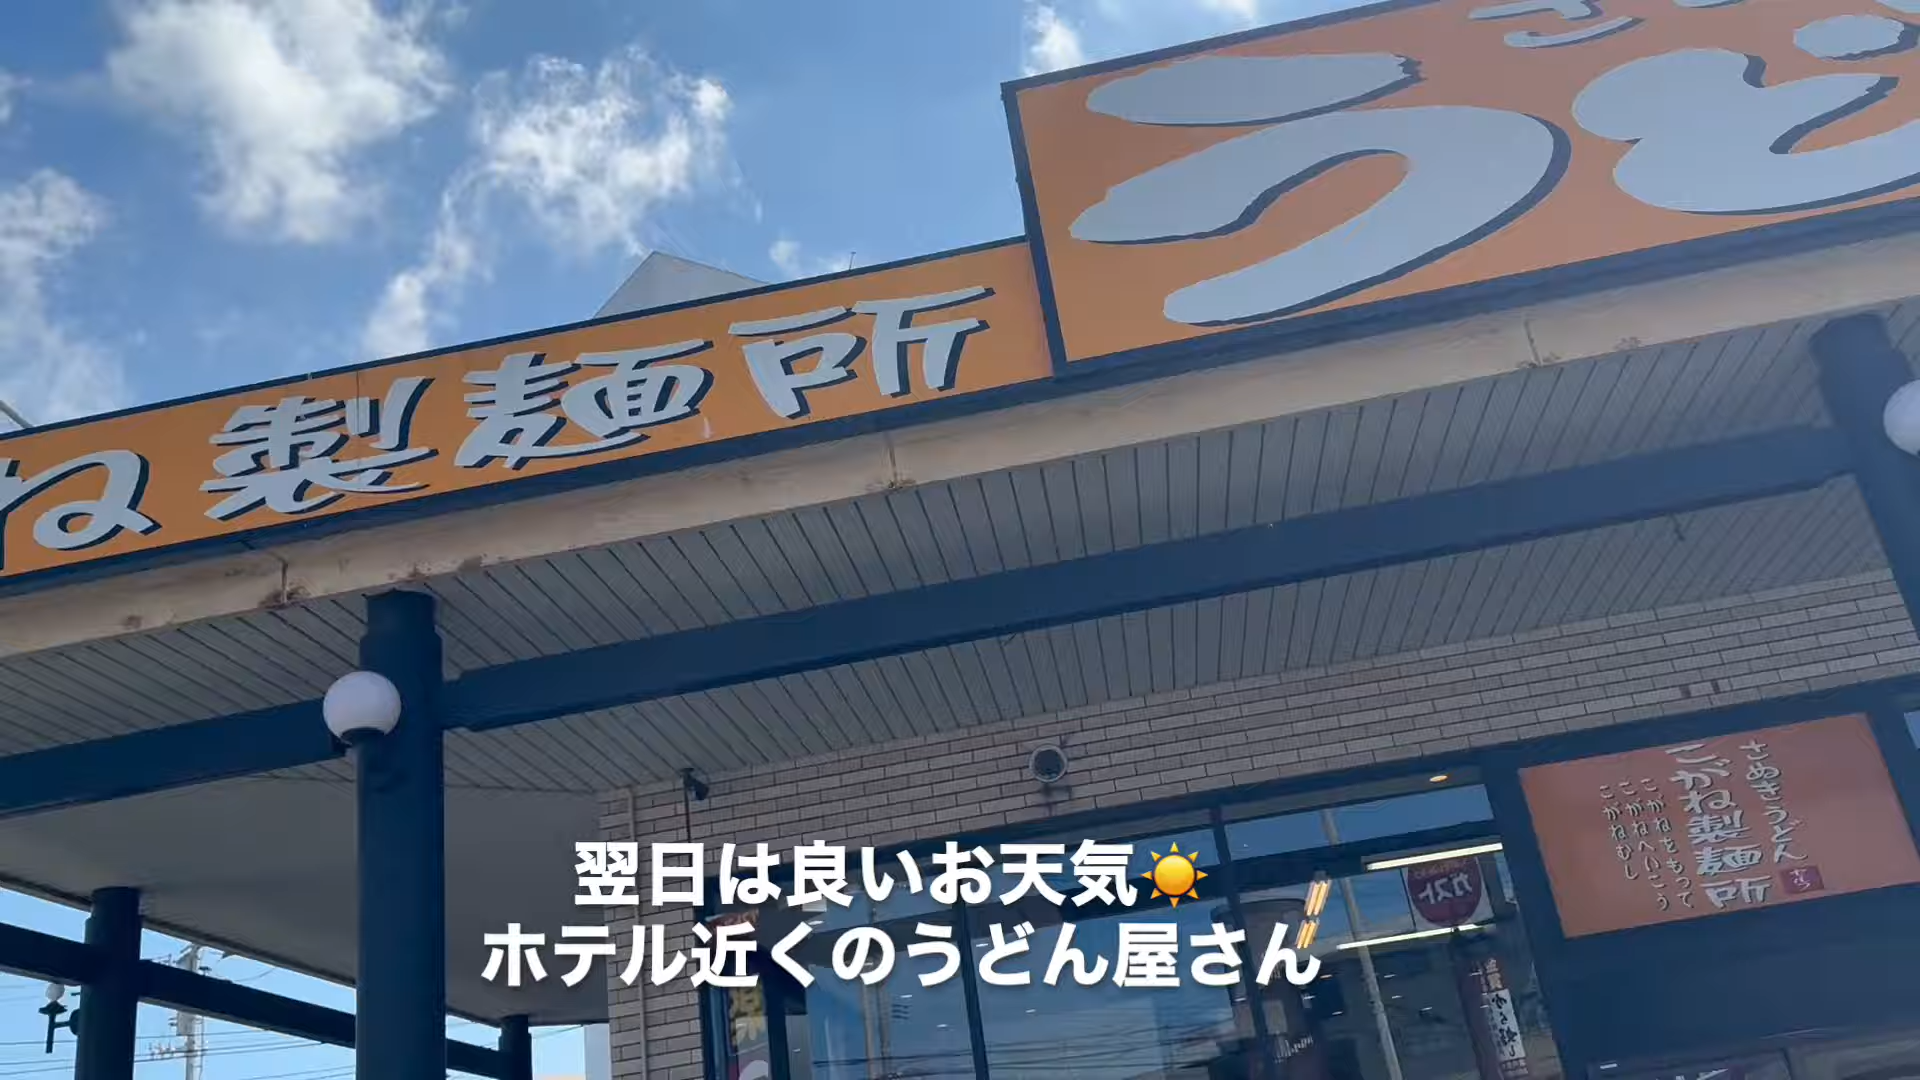 うど
ね製麺所
さぬきうどん
こがね製麺所
こがねをもって
こがねへいこう
こがねむし
ガスト
翌日は良いお天気☀️
ホテル近くのうどん屋さん